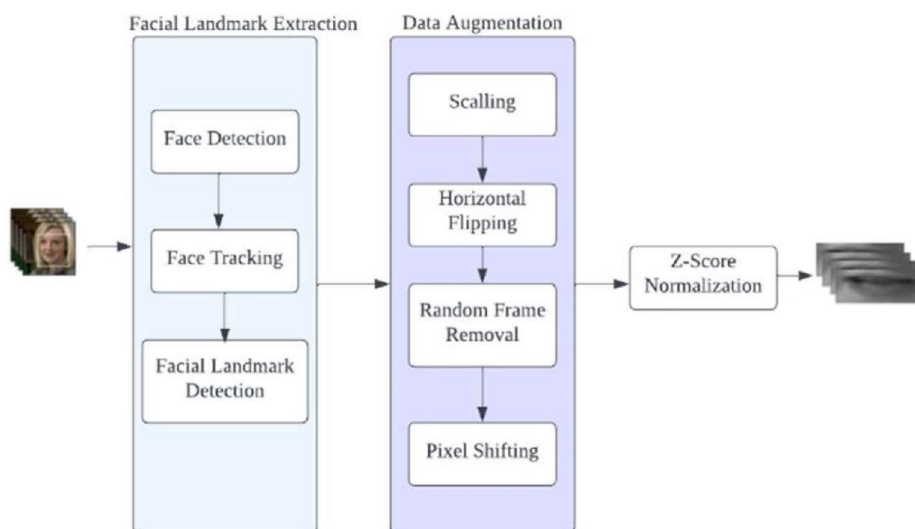 Facial Landmark Extraction
Face Detection
Face Tracking
Facial Landmark
Detection
Data Augmentation
Scalling
Horizontal
Flipping
Random Frame
Removal
Pixel Shifting
Z-Score
Normalization